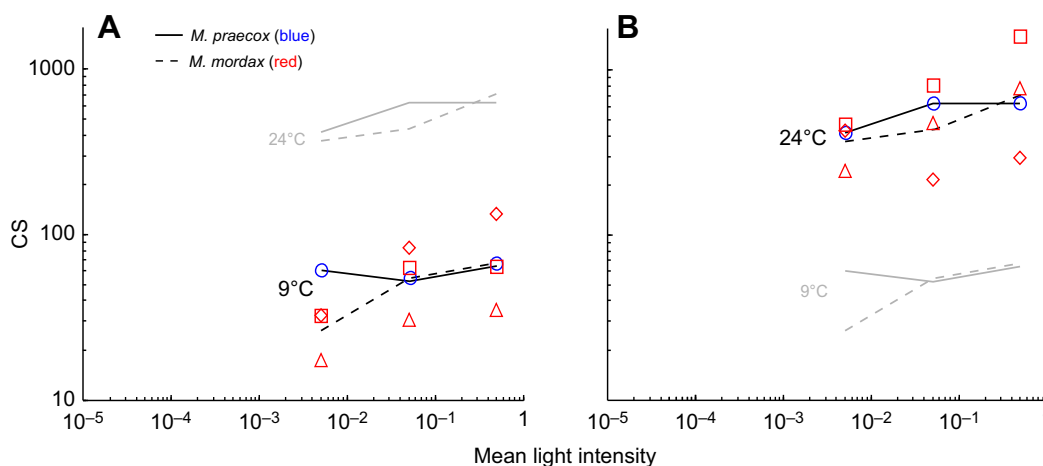 A
M. praecox (blue)
M. mordax (red)
B
1000
100
10
CS
24°C
9°C
24°C
9°C
10⁻⁵ 10⁻⁴ 10⁻³ 10⁻² 10⁻¹ 1
10⁻⁵ 10⁻⁴ 10⁻³ 10⁻² 10⁻¹
Mean light intensity